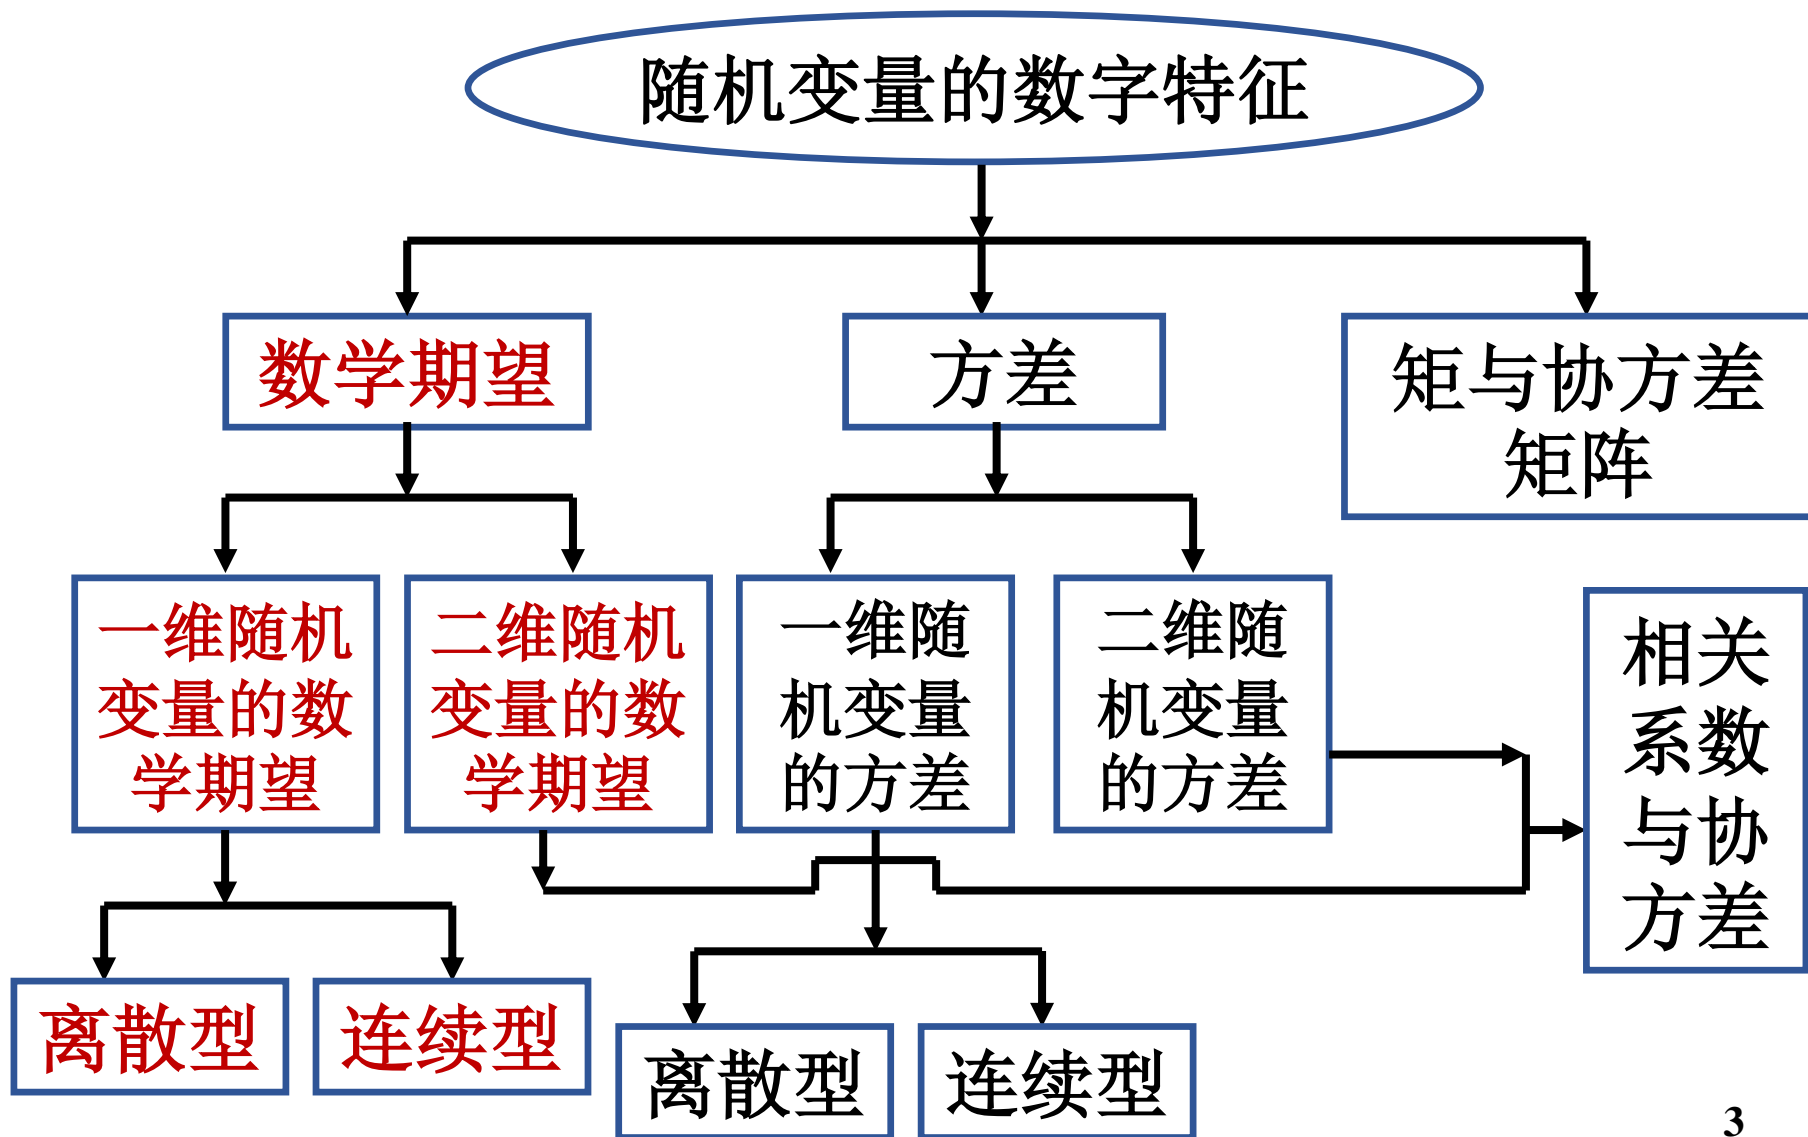 随机变量的数字特征
数学期望
方差
矩与协方差
矩阵
一维随机
变量的数
学期望
二维随机
变量的数
学期望
一维随
机变量
的方差
二维随
机变量
的方差
相关
系数
与协
方差
离散型
连续型
离散型
连续型
3